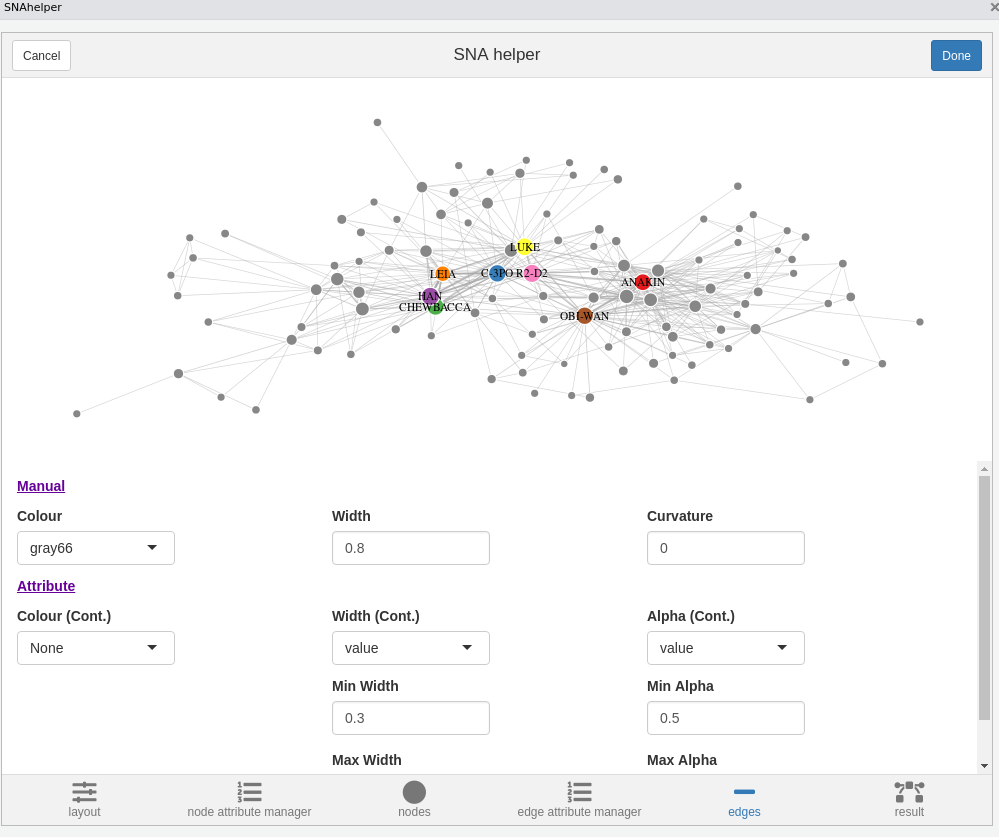 SNAhelper
Cancel
SNA helper
Done
LUKE
LEIA
C-3PO
R2-D2
ANAKIN
HAN
CHEWBACCA
OBI-WAN
Manual
Colour
Width
Curvature
gray66
0.8
0
Attribute
Colour (Cont.)
Width (Cont.)
Alpha (Cont.)
None
value
value
Min Width
Min Alpha
0.3
0.5
Max Width
Max Alpha
layout
node attribute manager
nodes
edge attribute manager
edges
result